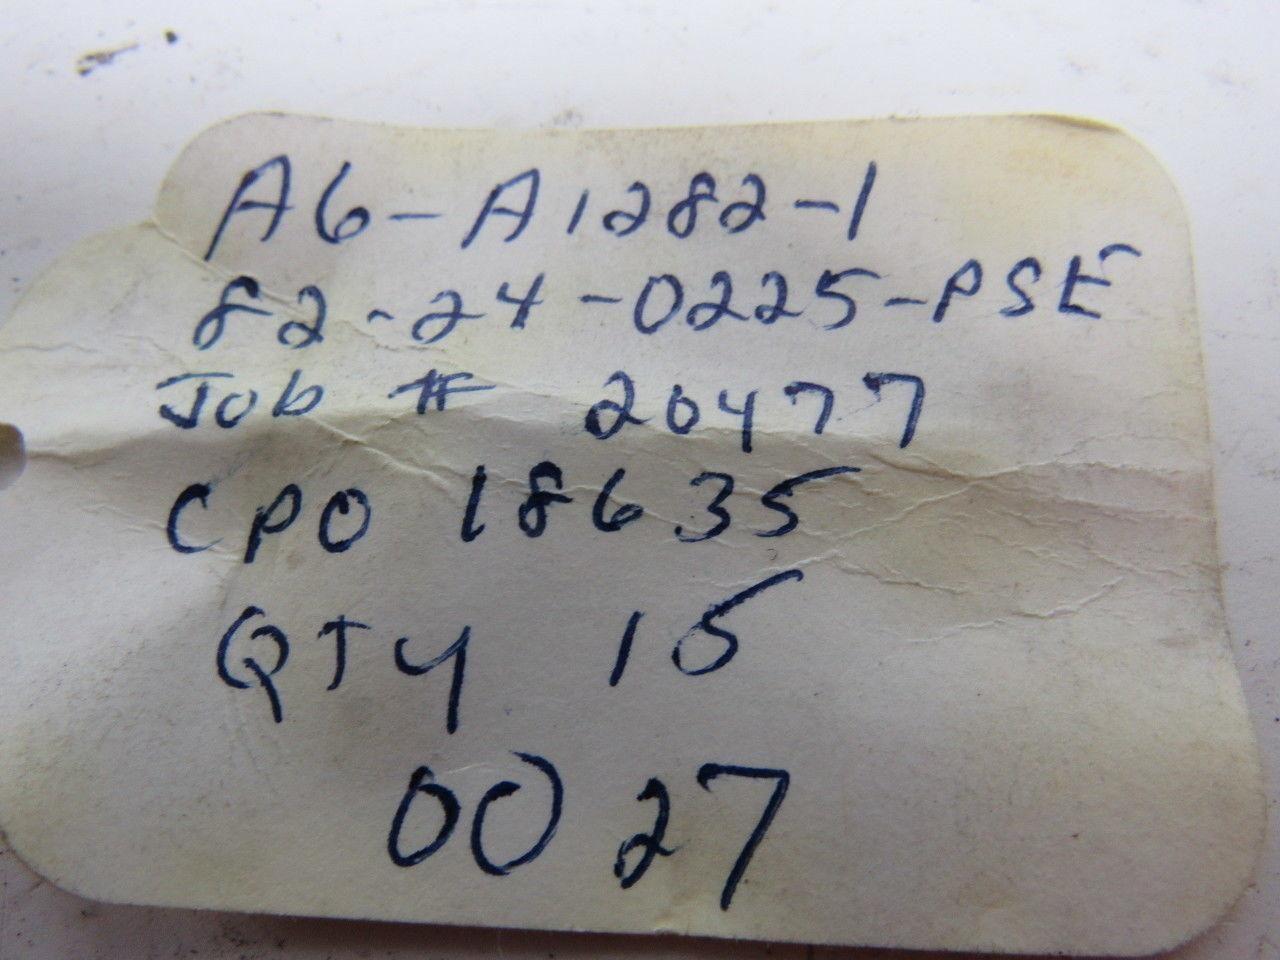 A6-A1282-1
82-24-0225-PSE
Job # 20477
CPO 18635
QTY 15
0027